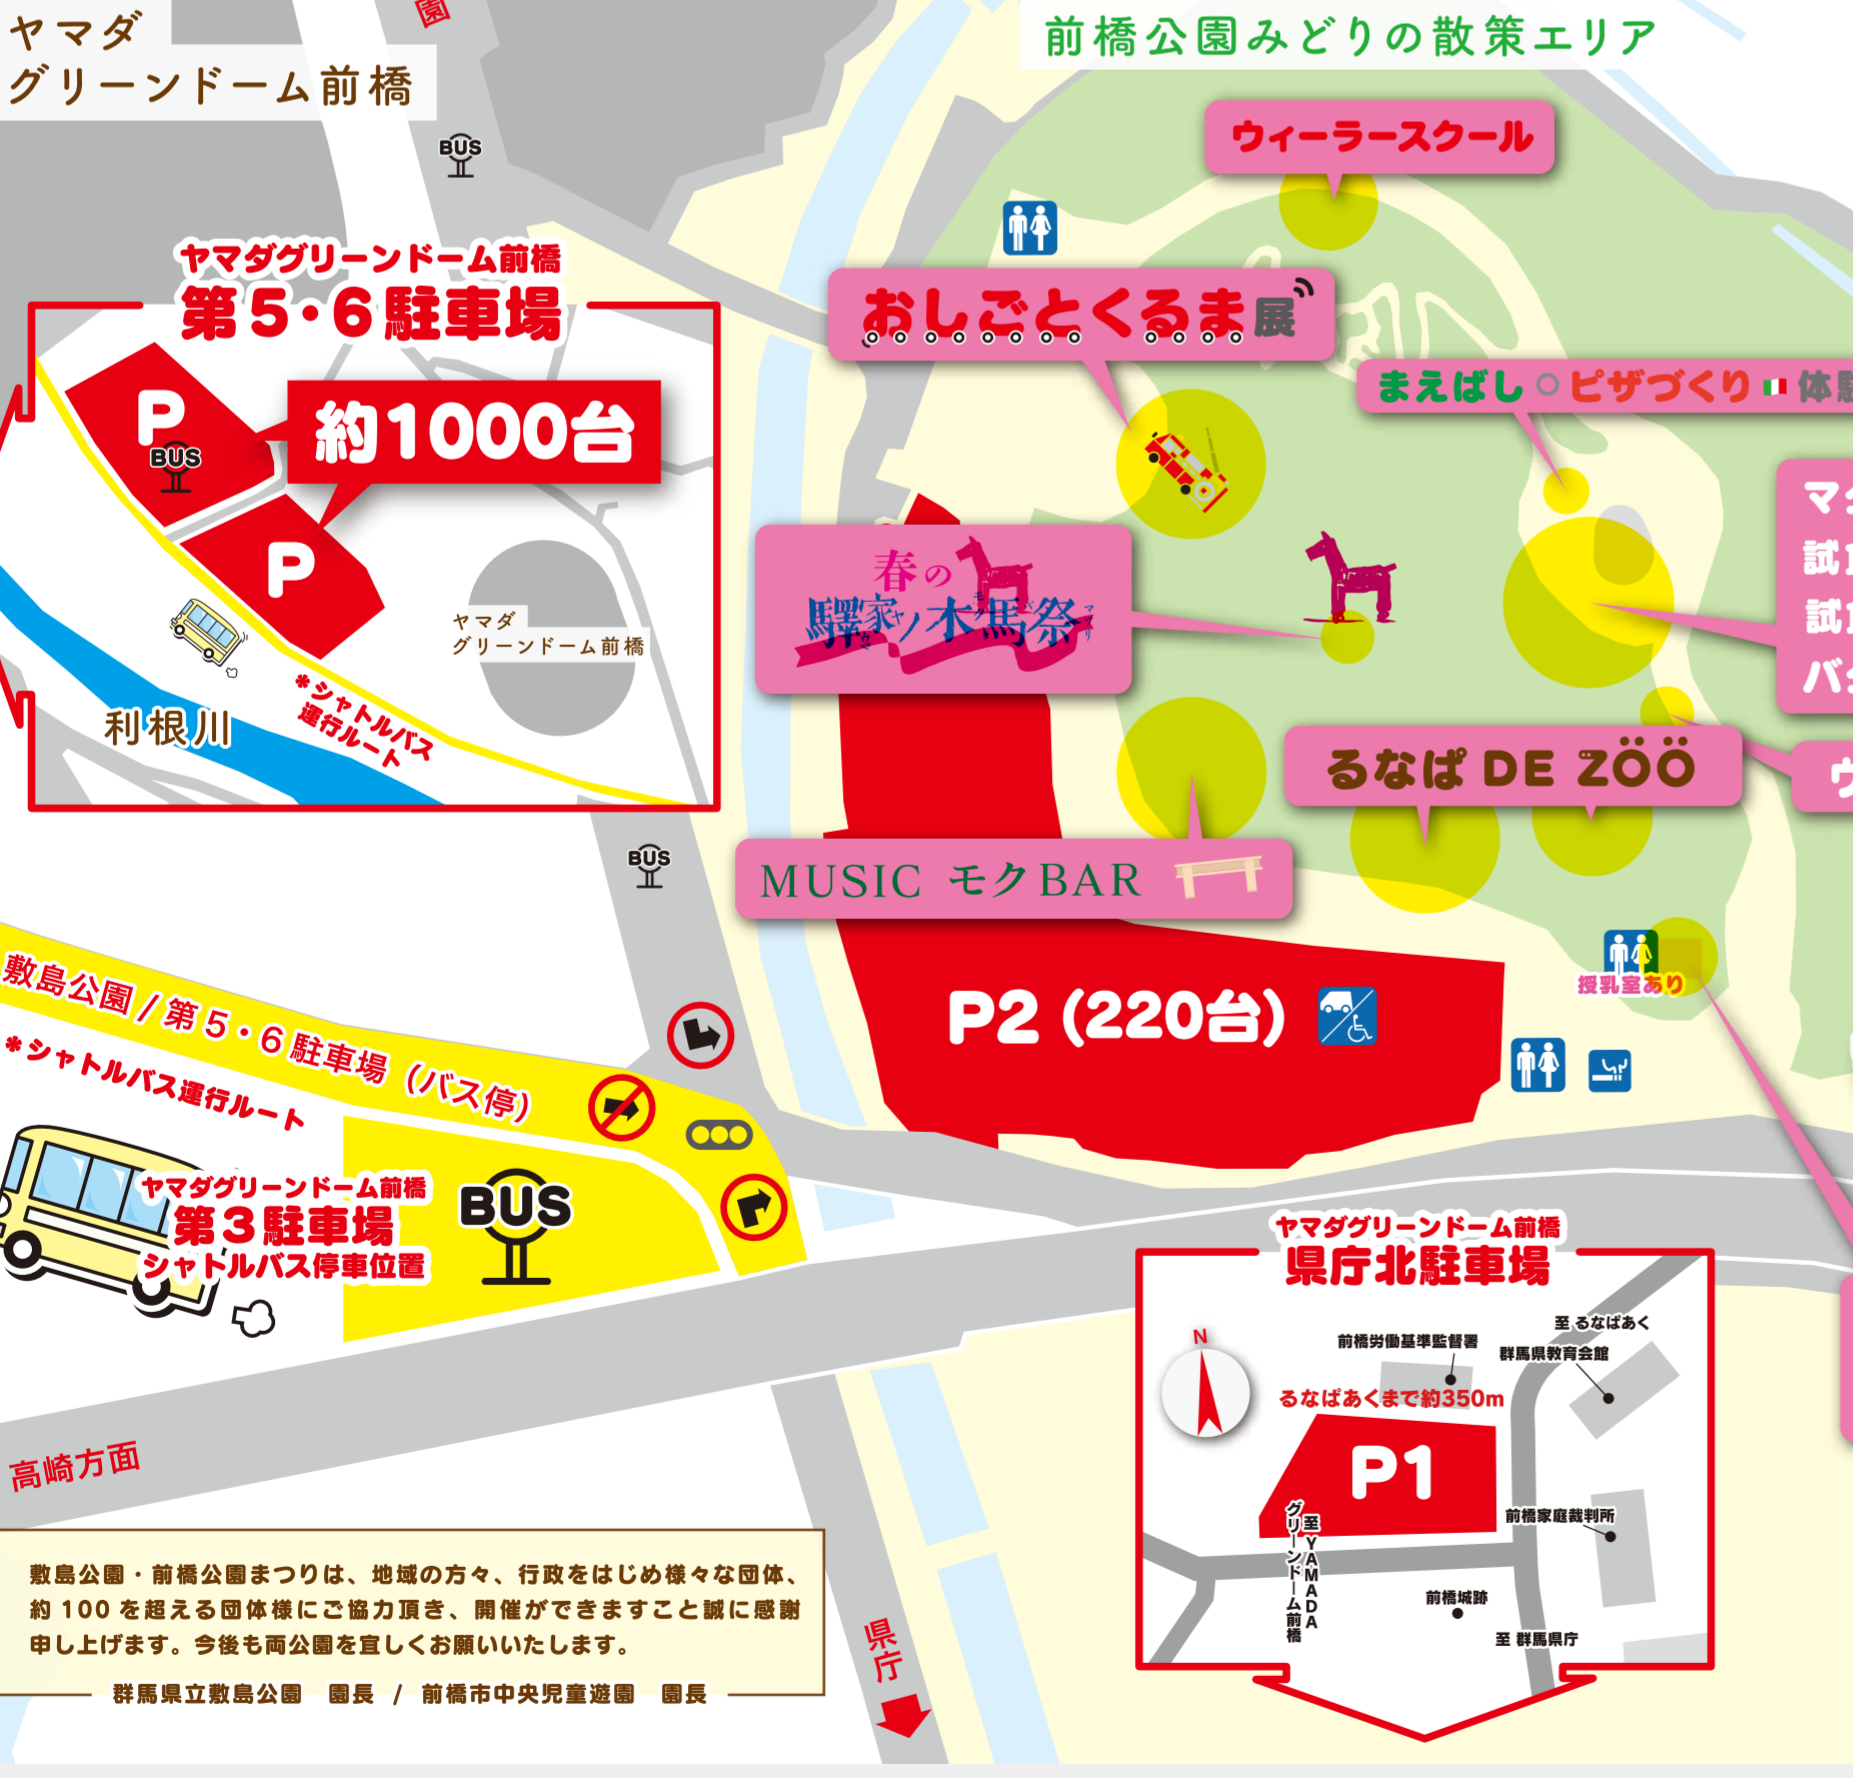 園
ヤマダ
グリーンドーム前橋
前橋公園みどりの散策エリア
BUS
ウィーラースクール
ヤマダグリーンドーム前橋
第5・6駐車場
P
BUS
約1000台
P
ヤマダ
グリーンドーム前橋
利根川
*シャトルバス
運行ルート
おしごとくるま展
まえばし ピザづくり 体
試
試
春の
驛家ノ木馬祭
るなぱ DE ZÖÖ
MUSIC モクBAR
BUS
P2 (220台)
授乳室あり
敷島公園 / 第5・6駐車場 (バス停)
*シャトルバス運行ルート
ヤマダグリーンドーム前橋
第3駐車場
シャトルバス停車位置
BUS
高崎方面
県庁
ヤマダグリーンドーム前橋
県庁北駐車場
N
至 るなぱあく
前橋労働基準監督署
群馬県教育会館
るなぱあくまで約350m
P1
至 YAMADA
グリーンドーム前橋
前橋家庭裁判所
前橋城跡
至 群馬県庁
敷島公園・前橋公園まつりは、地域の方々、行政をはじめ様々な団体、
約 100 を超える団体様にご協力頂き、開催ができますこと誠に感謝
申し上げます。今後も両公園を宜しくお願いいたします。
群馬県立敷島公園 園長 / 前橋市中央児童遊園 園長